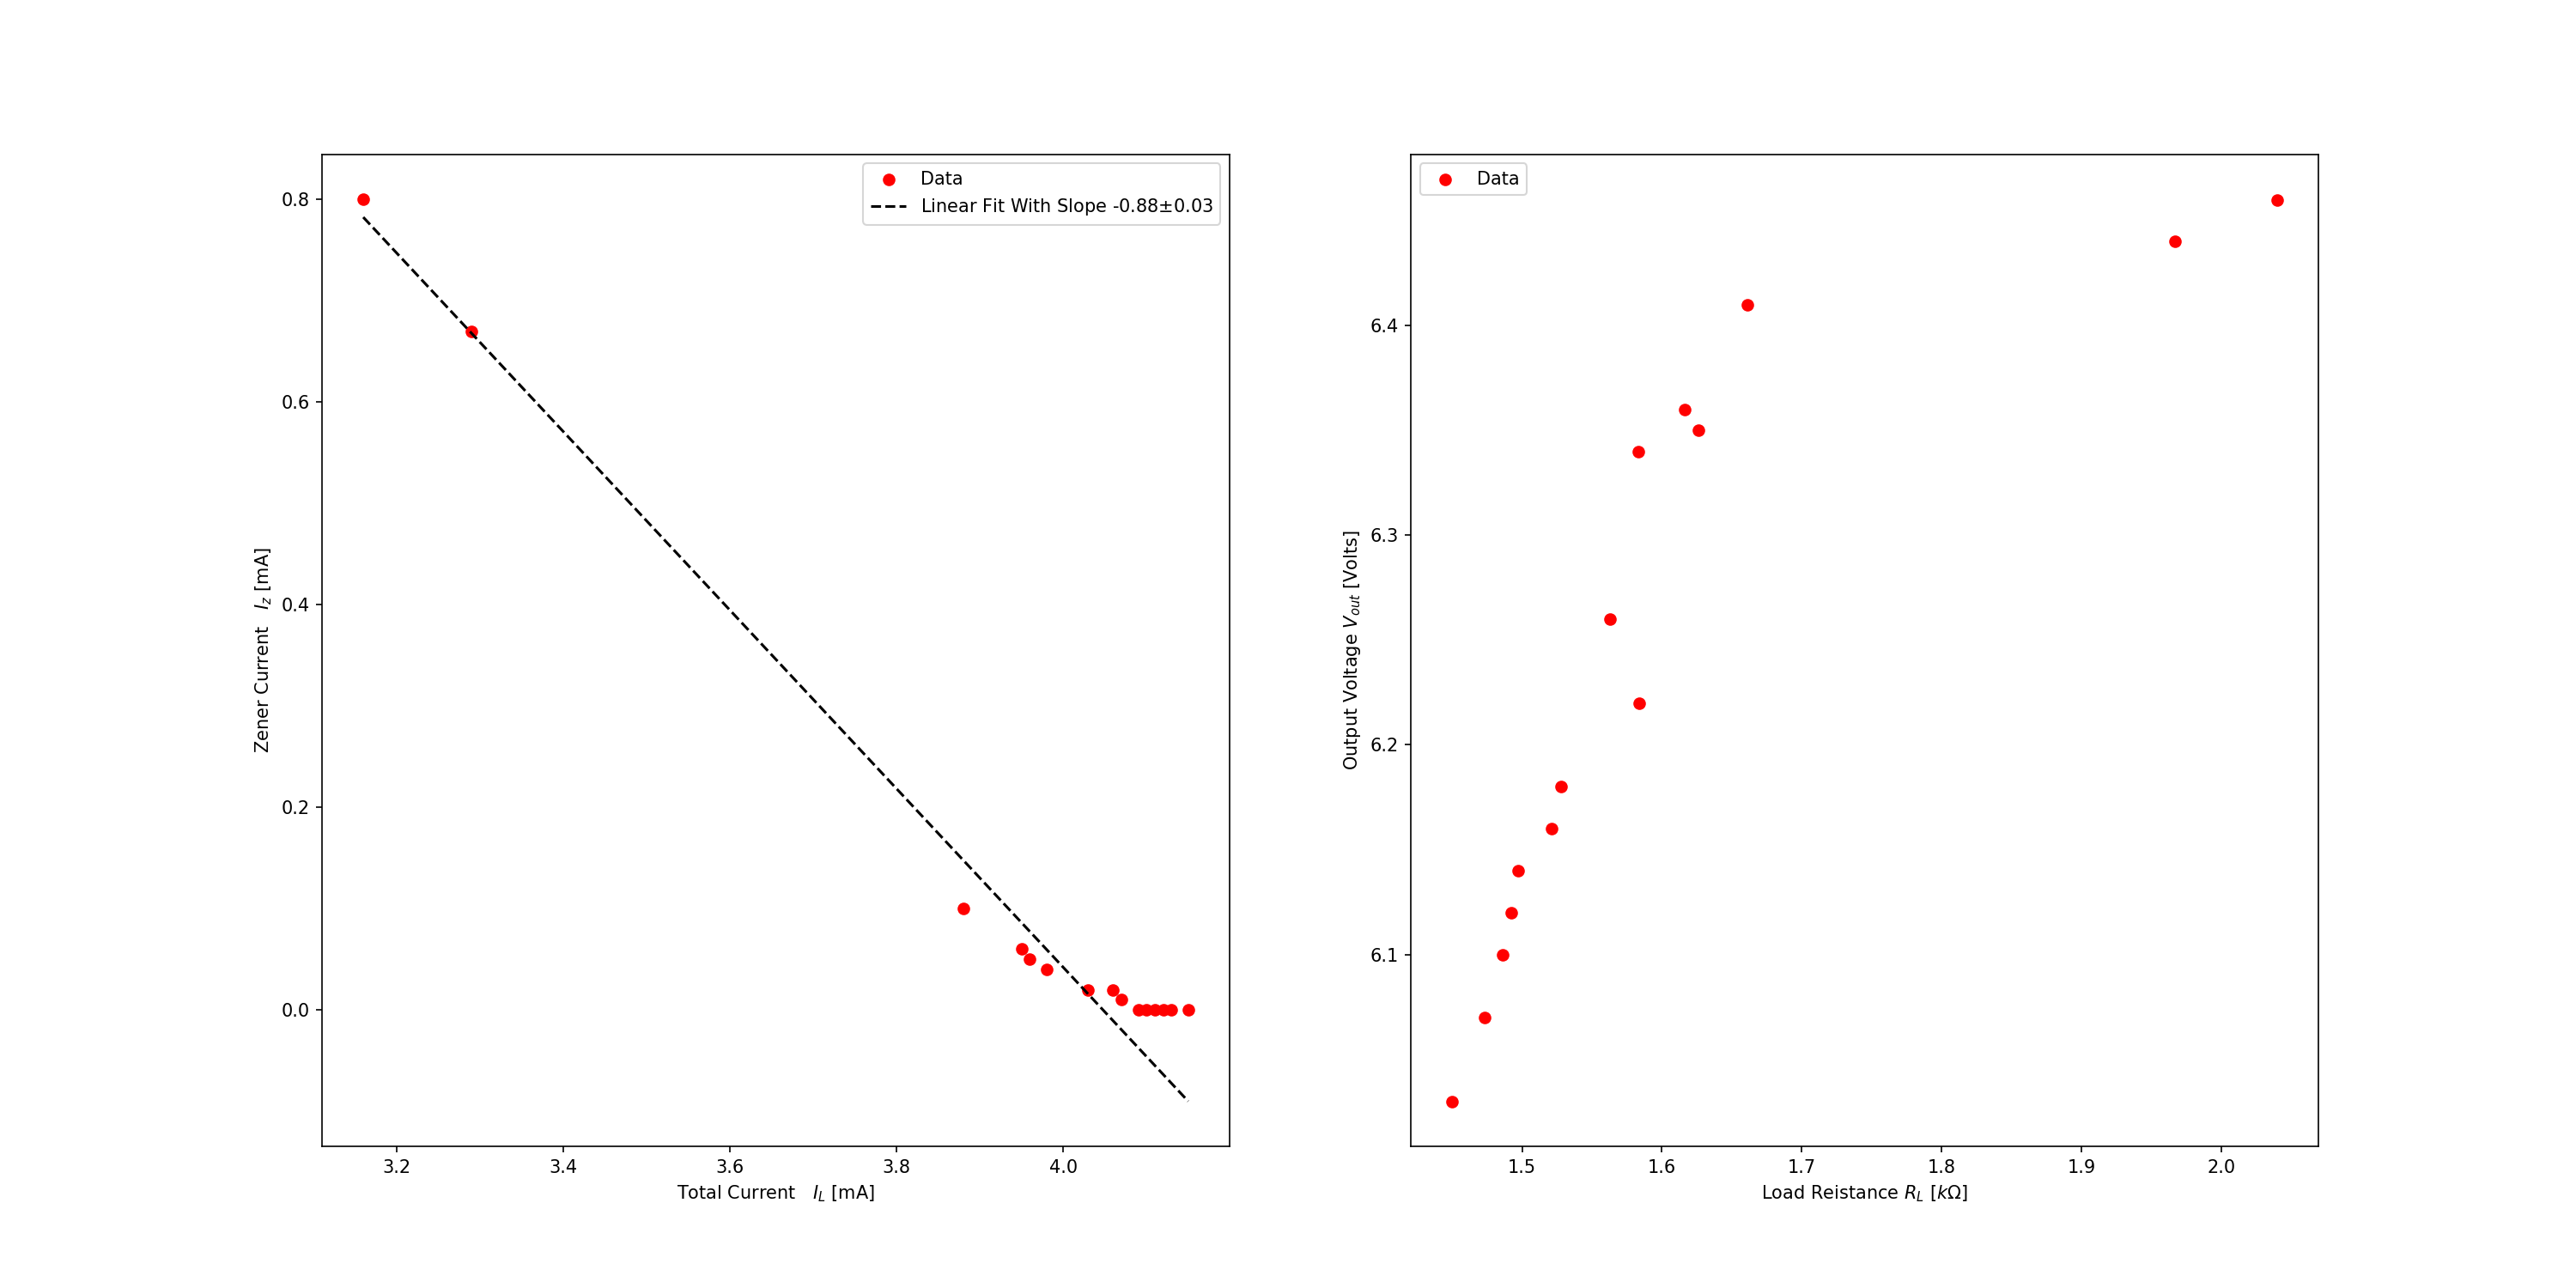 Data
Linear Fit With Slope -0.88±0.03
0.8
0.6
0.4
0.2
0.0
Zener Current I_z [mA]
3.2 3.4 3.6 3.8 4.0
Total Current I_L [mA]
Data
6.4
6.3
6.2
6.1
Output Voltage V_out [Volts]
1.5 1.6 1.7 1.8 1.9 2.0
Load Reistance R_L [kΩ]